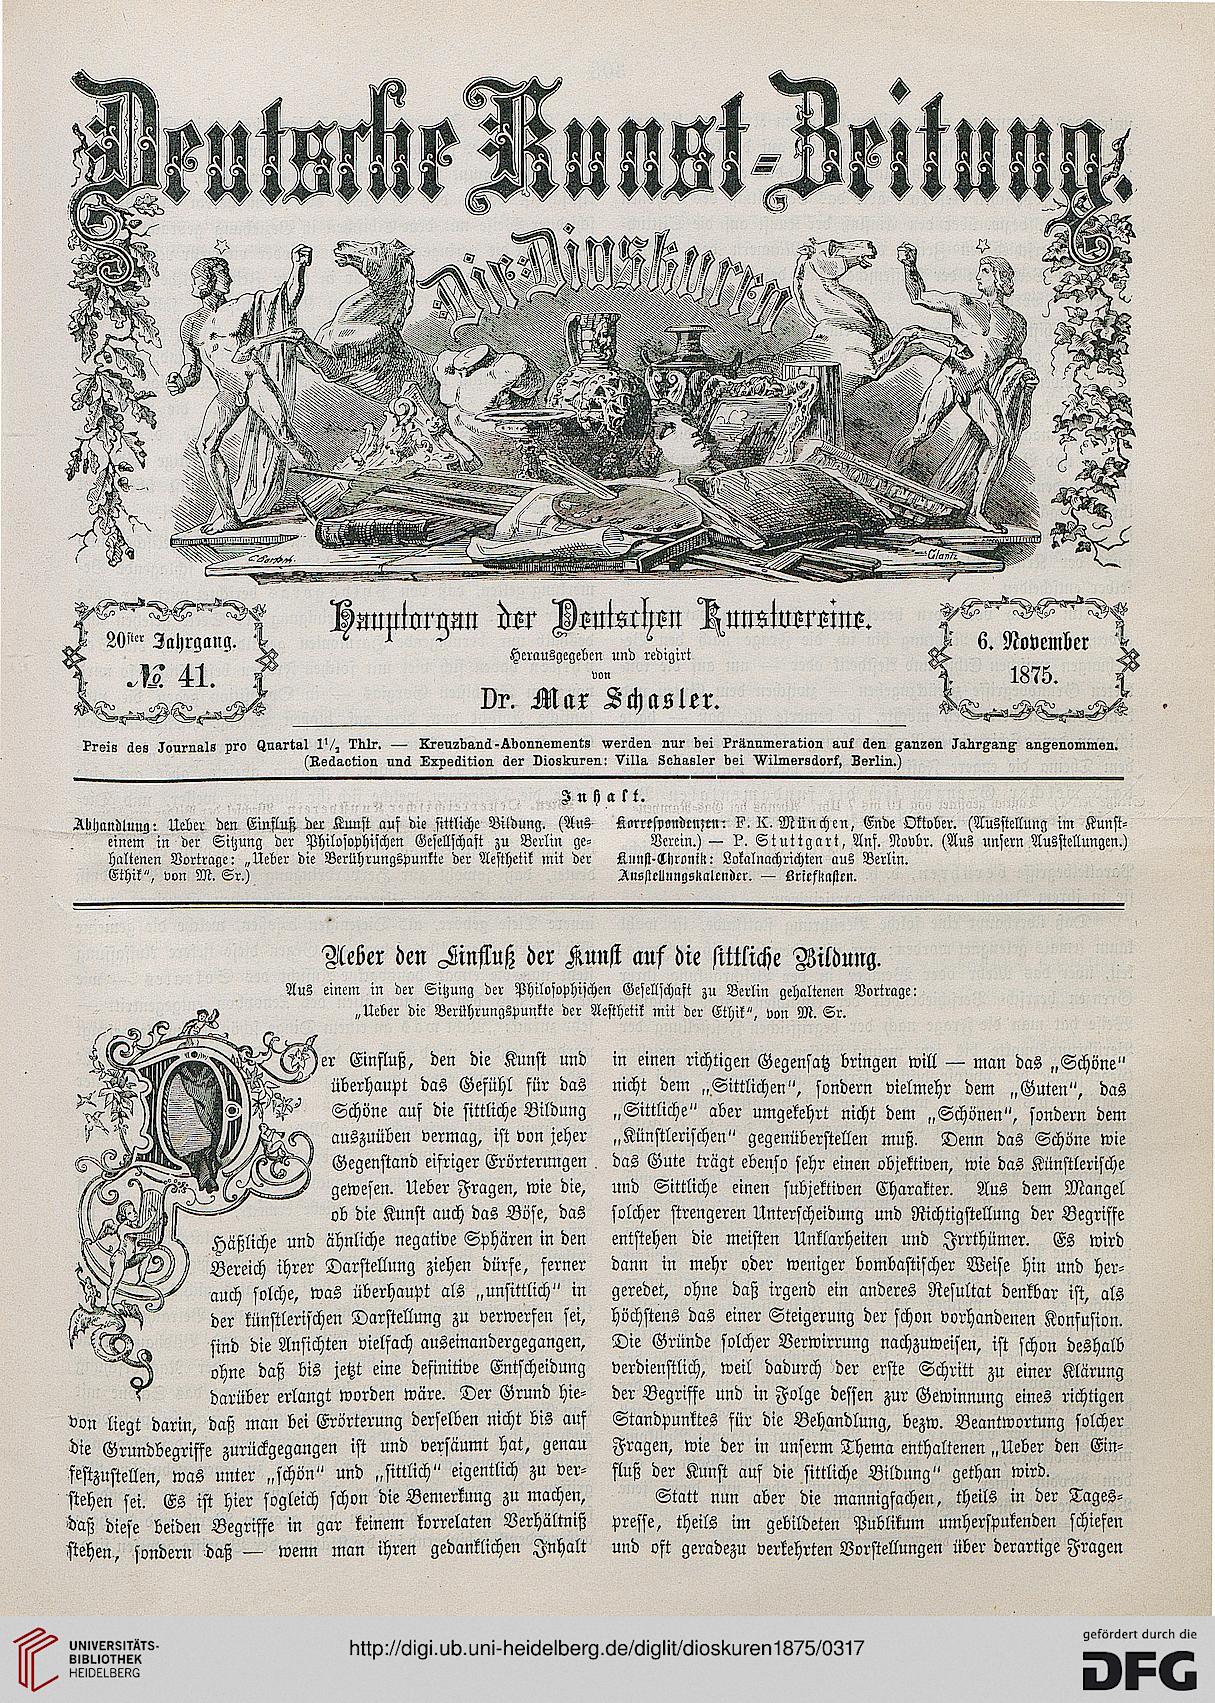 Deutsche Kunst-Zeitung.
Die Dioskuren
20ster Jahrgang.
№. 41.
Hauptorgan der Deutschen Kunstvereine.
Herausgegeben und redigirt
von
Dr. Max Schasler.
6. November
1875.
Preis des Journals pro Quartal 1½ Thlr. — Kreuzband-Abonnements werden nur bei Pränumeration auf den ganzen Jahrgang angenommen.
(Redaction und Expedition der Dioskuren: Villa Schasler bei Wilmersdorf, Berlin.)
Inhalt.
Abhandlung: Ueber den Einfluß der Kunst auf die sittliche Bildung. (Aus
einem in der Sitzung der Philosophischen Gesellschaft zu Berlin ge-
haltenen Vortrage: „Ueber die Berührungspunkte der Aesthetik mit der
Ethik“, von M. Sr.)
Korrespondenzen: F. K. München, Ende Oktober. (Ausstellung im Kunst-
Verein.) — P. Stuttgart, Anf. Novbr. (Aus unsern Ausstellungen.)
Kunst-Chronik: Lokalnachrichten aus Berlin.
Ausstellungskalender. — Briefkasten.
Ueber den Einfluß der Kunst auf die sittliche Bildung.
Aus einem in der Sitzung der Philosophischen Gesellschaft zu Berlin gehaltenen Vortrage:
„Ueber die Berührungspunkte der Aesthetik mit der Ethik“, von M. Sr.
Der Einfluß, den die Kunst und
überhaupt das Gefühl für das
Schöne auf die sittliche Bildung
auszuüben vermag, ist von jeher
Gegenstand eifriger Erörterungen
gewesen. Ueber Fragen, wie die,
ob die Kunst auch das Böse, das
Häßliche und ähnliche negative Sphären in den
Bereich ihrer Darstellung ziehen dürfe, ferner
auch solche, was überhaupt als „unsittlich“ in
der künstlerischen Darstellung zu verwerfen sei,
sind die Ansichten vielfach auseinandergegangen,
ohne daß bis jetzt eine definitive Entscheidung
darüber erlangt worden wäre. Der Grund hie-
von liegt darin, daß man bei Erörterung derselben nicht bis auf
die Grundbegriffe zurückgegangen ist und versäumt hat, genau
festzustellen, was unter „schön“ und „sittlich“ eigentlich zu ver-
stehen sei. Es ist hier sogleich schon die Bemerkung zu machen,
daß diese beiden Begriffe in gar keinem korrelaten Verhältniß
stehen, sondern daß — wenn man ihren gedanklichen Inhalt
in einen richtigen Gegensatz bringen will — man das „Schöne“
nicht dem „Sittlichen“, sondern vielmehr dem „Guten“, das
„Sittliche“ aber umgekehrt nicht dem „Schönen“, sondern dem
„Künstlerischen“ gegenüberstellen muß. Denn das Schöne wie
das Gute trägt ebenso sehr einen objektiven, wie das Künstlerische
und Sittliche einen subjektiven Charakter. Aus dem Mangel
solcher strengeren Unterscheidung und Richtigstellung der Begriffe
entstehen die meisten Unklarheiten und Irrthümer. Es wird
dann in mehr oder weniger bombastischer Weise hin und her-
geredet, ohne daß irgend ein anderes Resultat denkbar ist, als
höchstens das einer Steigerung der schon vorhandenen Konfusion.
Die Gründe solcher Verwirrung nachzuweisen, ist schon deshalb
verdienstlich, weil dadurch der erste Schritt zu einer Klärung
der Begriffe und in Folge dessen zur Gewinnung eines richtigen
Standpunktes für die Behandlung, bezw. Beantwortung solcher
Fragen, wie der in unserm Thema enthaltenen „Ueber den Ein-
fluß der Kunst auf die sittliche Bildung“ gethan wird.
Statt nun aber die mannigfachen, theils in der Tages-
presse, theils im gebildeten Publikum umherspukenden schiefen
und oft geradezu verkehrten Vorstellungen über derartige Fragen
UNIVERSITÄTS-
BIBLIOTHEK
HEIDELBERG
http://digi.ub.uni-heidelberg.de/diglit/dioskuren1875/0317
gefördert durch die
DFG